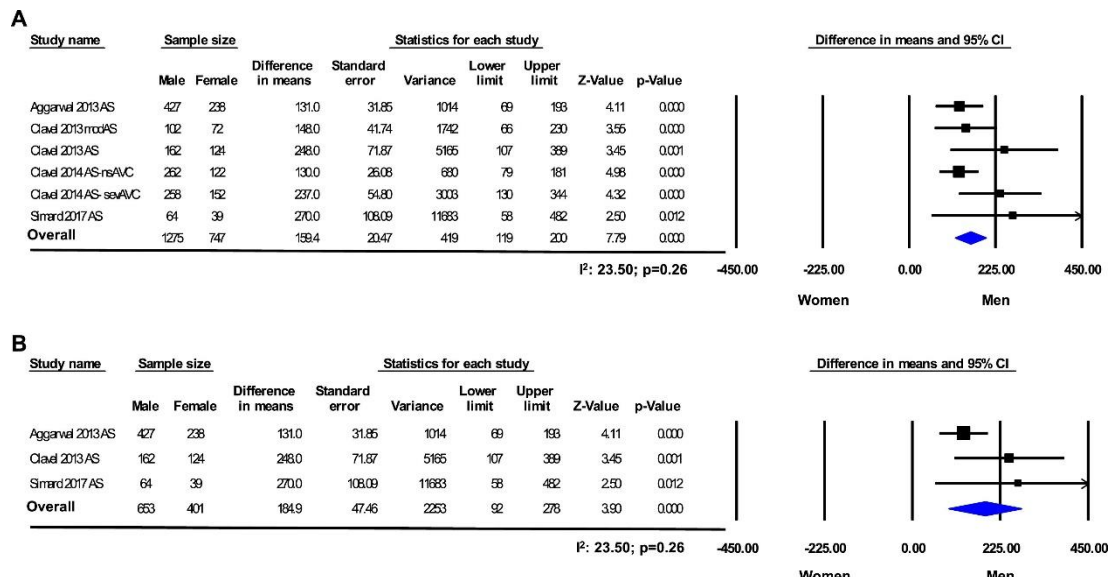 A
Study name Sample size Statistics for each study Difference in means and 95% CI
Difference Standard Lower Upper
Male Female in means error Variance limit limit Z-Value p-Value
Aggarwal 2013 AS 427 238 131.0 31.85 1014 69 193 4.11 0.000
Clavel 2013 modAS 102 72 148.0 41.74 1742 66 230 3.55 0.000
Clavel 2013 AS 162 124 248.0 71.87 5165 107 389 3.45 0.001
Clavel 2014 AS-nsAVC 262 122 130.0 26.08 680 79 181 4.98 0.000
Clavel 2014 AS- sevAVC 258 152 237.0 54.80 3003 130 344 4.32 0.000
Simard 2017 AS 64 39 270.0 108.09 11683 58 482 2.50 0.012
Overall 1275 747 159.4 20.47 419 119 200 7.79 0.000
I²: 23.50; p=0.26 -450.00 -225.00 0.00 225.00 450.00
Women Men
B
Study name Sample size Statistics for each study Difference in means and 95% CI
Difference Standard Lower Upper
Male Female in means error Variance limit limit Z-Value p-Value
Aggarwal 2013 AS 427 238 131.0 31.85 1014 69 193 4.11 0.000
Clavel 2013 AS 162 124 248.0 71.87 5165 107 389 3.45 0.001
Simard 2017 AS 64 39 270.0 108.09 11683 58 482 2.50 0.012
Overall 653 401 184.9 47.46 2253 92 278 3.90 0.000
I²: 23.50; p=0.26 -450.00 -225.00 0.00 225.00 450.00
Women Men